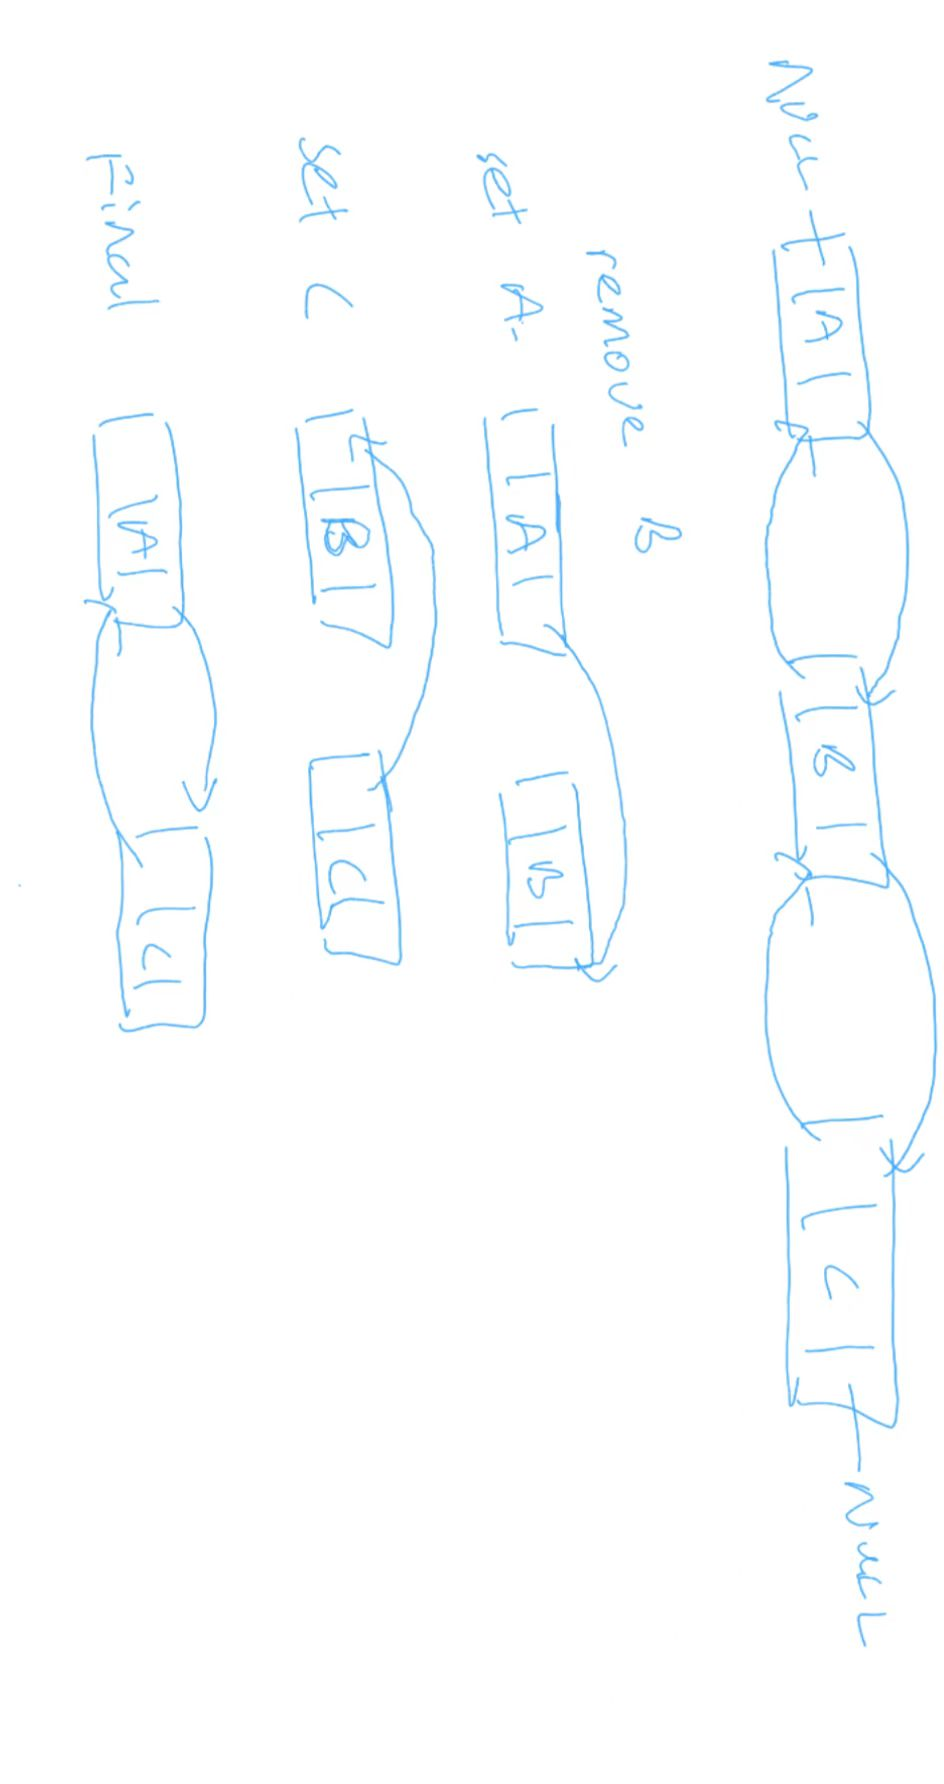 NULL A B C NULL
remove B
set A. A B
set C B C
Final A C